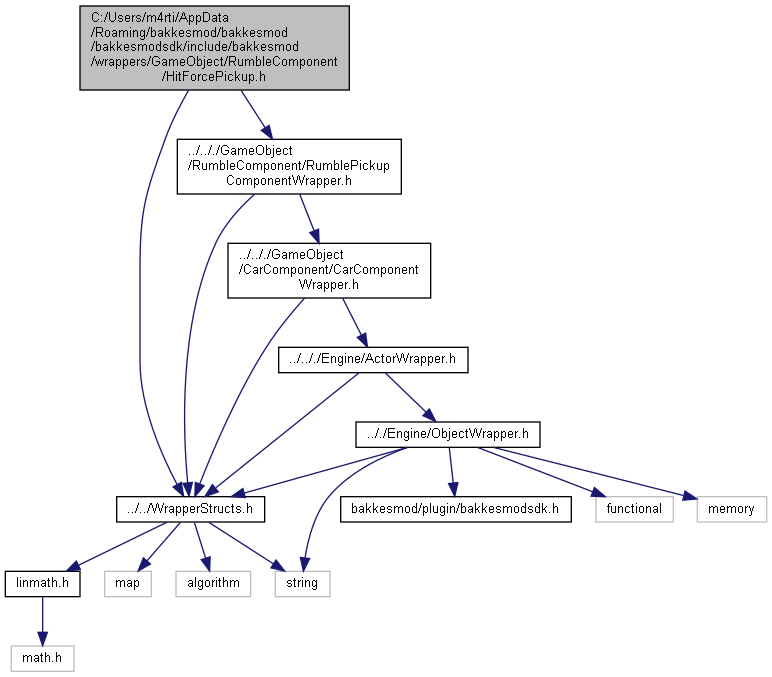 C:/Users/m4rti/AppData
/Roaming/bakkesmod/bakkesmod
/bakkesmodsdk/include/bakkesmod
/wrappers/GameObject/RumbleComponent
/HitForcePickup.h
../../../GameObject
/RumbleComponent/RumblePickup
ComponentWrapper.h
../../../GameObject
/CarComponent/CarComponent
Wrapper.h
../../../Engine/ActorWrapper.h
.././Engine/ObjectWrapper.h
../../WrapperStructs.h
bakkesmod/plugin/bakkesmodsdk.h
functional
memory
linmath.h
map
algorithm
string
math.h